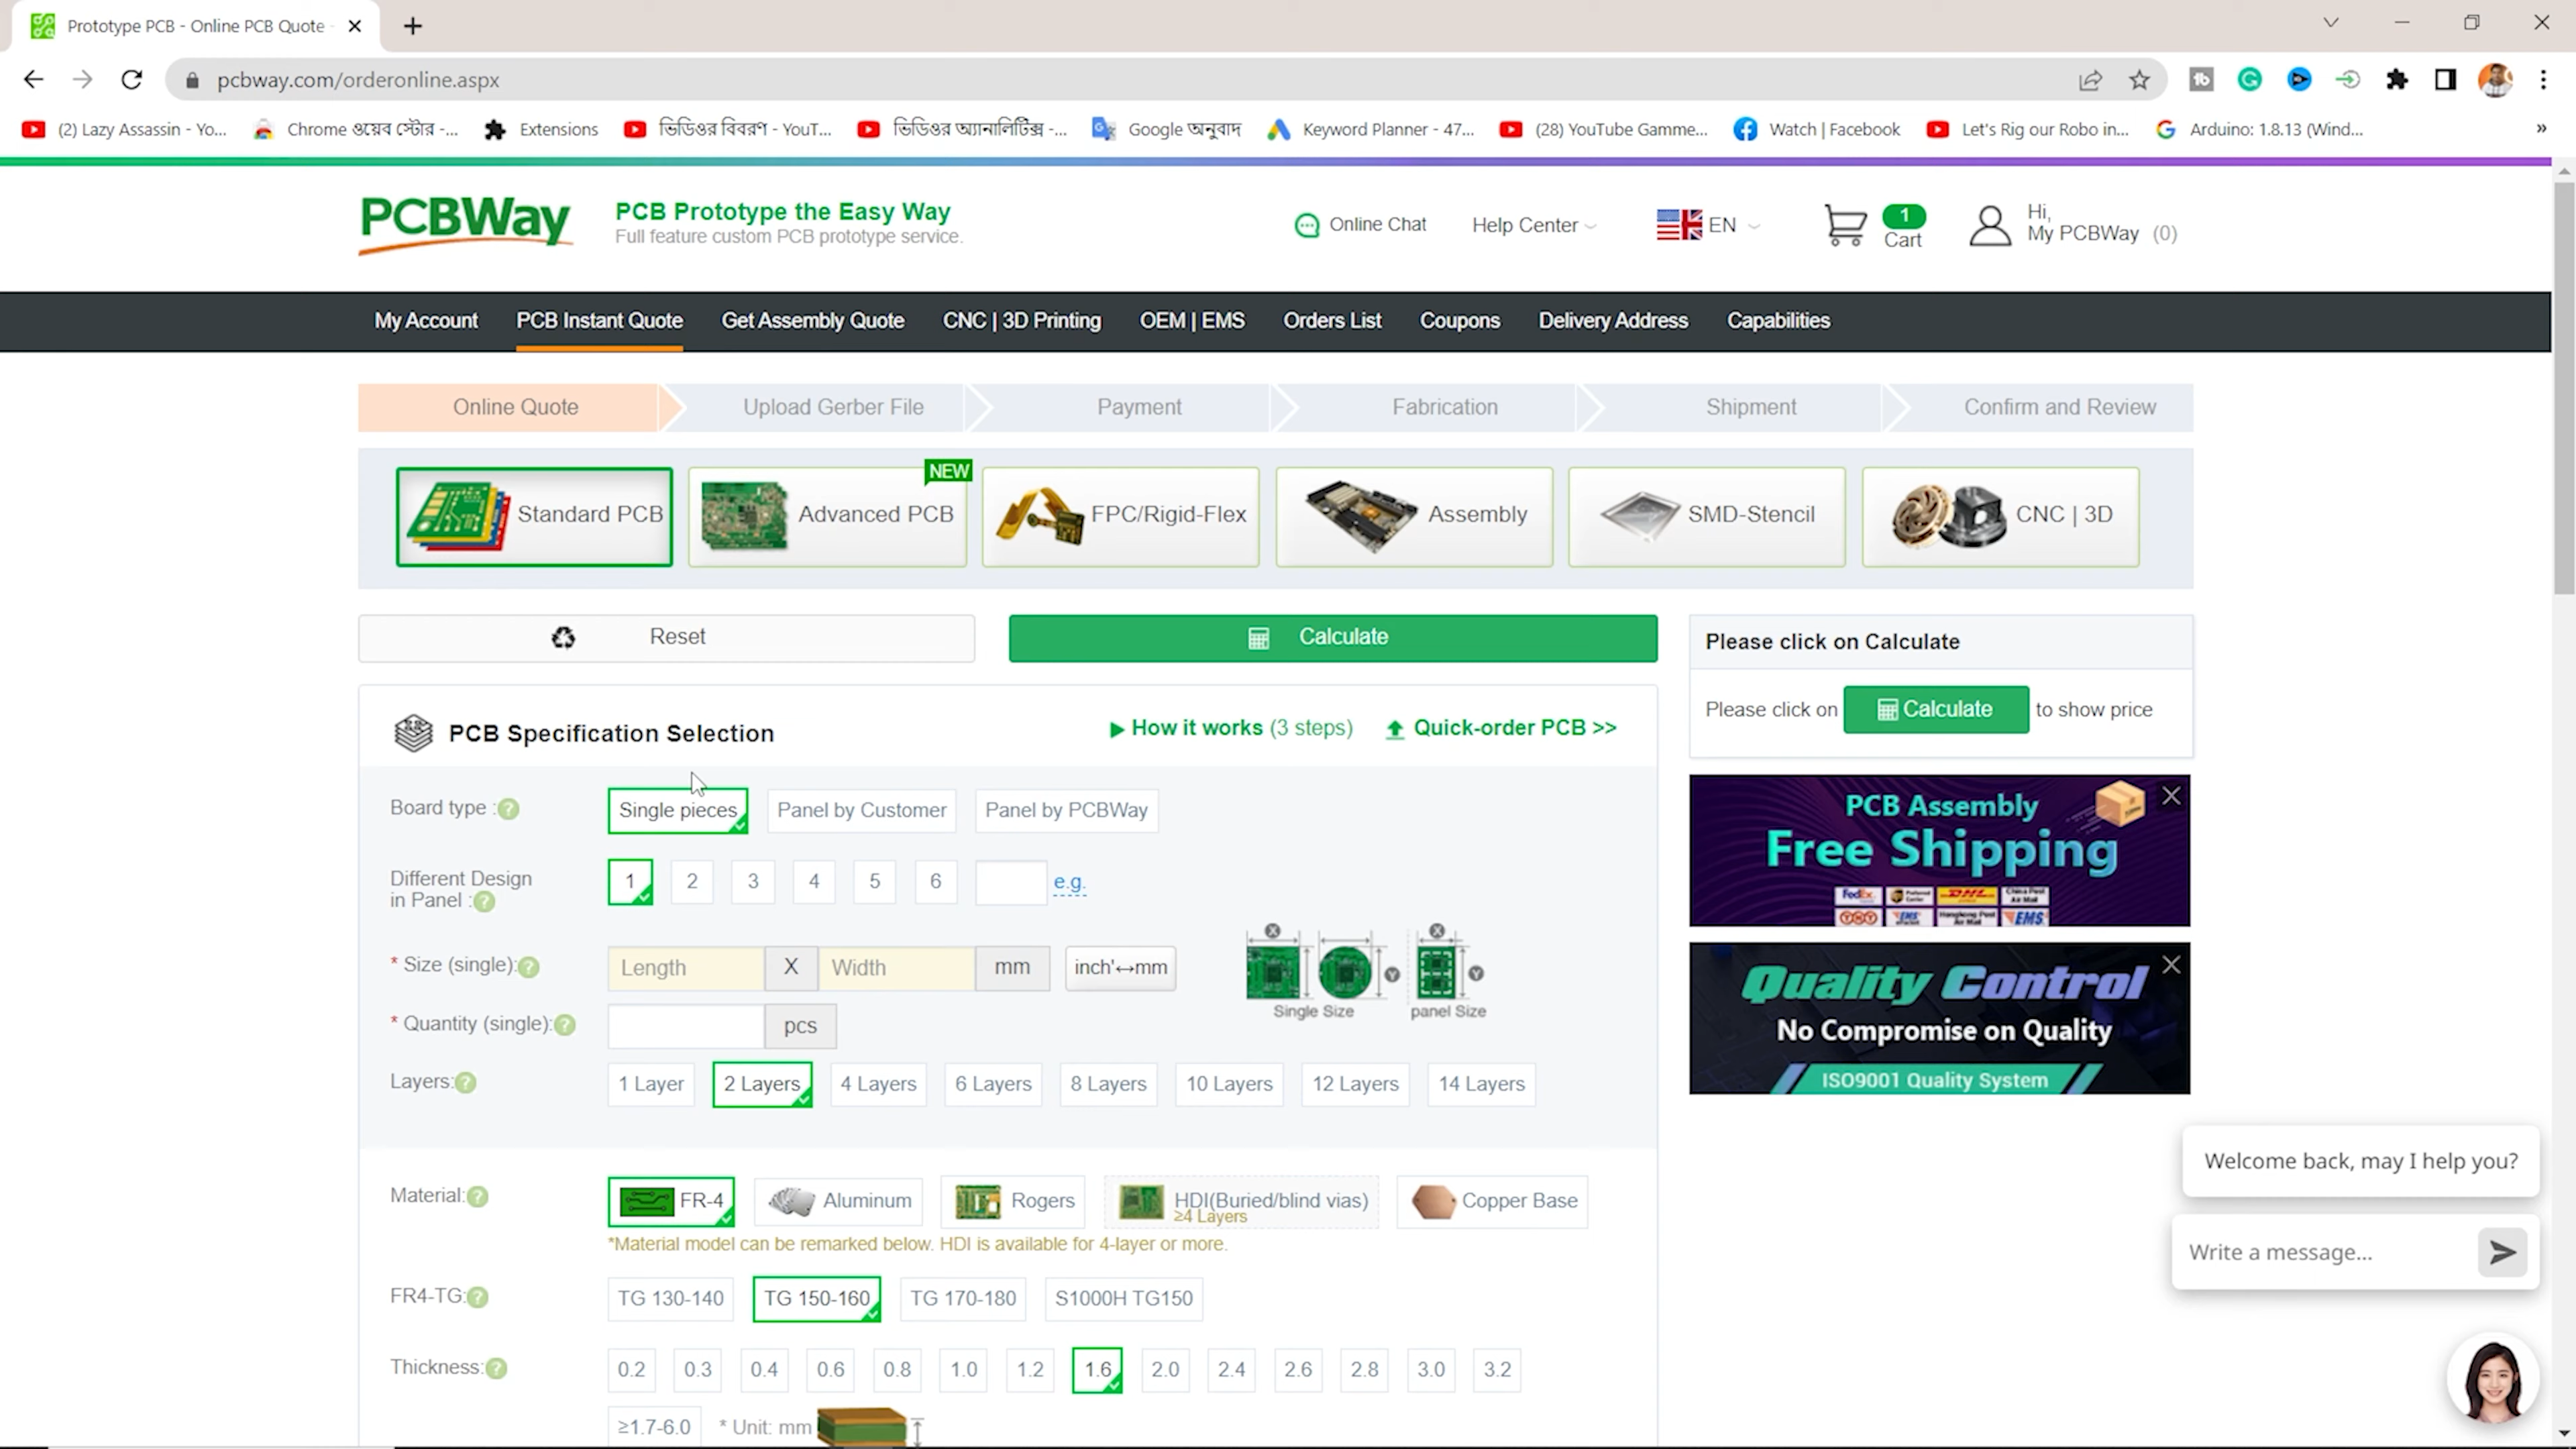 Prototype PCB - Online PCB Quote -
pcbway.com/orderonline.aspx
(2) Lazy Assassin - Yo...
Chrome ওয়েব স্টোর -...
Extensions
ভিডিওর বিবরণ - YouT...
ভিডিওর অ্যানালিটিক্স -...
Google অনুবাদ
Keyword Planner - 47...
(28) YouTube Gamme...
Watch | Facebook
Let's Rig our Robo in...
Arduino: 1.8.13 (Wind...
»
PCBWay
PCB Prototype the Easy Way
Full feature custom PCB prototype service.
Online Chat
Help Center
EN
1
Cart
Hi,
My PCBWay (0)
My Account
PCB Instant Quote
Get Assembly Quote
CNC | 3D Printing
OEM | EMS
Orders List
Coupons
Delivery Address
Capabilities
Online Quote
Upload Gerber File
Payment
Fabrication
Shipment
Confirm and Review
Standard PCB
NEW
Advanced PCB
FPC/Rigid-Flex
Assembly
SMD-Stencil
CNC | 3D
Reset
Calculate
Please click on Calculate
Please click on Calculate to show price
PCB Specification Selection
How it works (3 steps)
Quick-order PCB >>
Board type :?
Single pieces
Panel by Customer
Panel by PCBWay
Different Design
in Panel :?
1 2 3 4 5 6 e.g.
* Size (single):?
Length X Width mm inch'↔mm
* Quantity (single):?
pcs
X
Y
X
Y
Single Size
panel Size
Layers:?
1 Layer
2 Layers
4 Layers
6 Layers
8 Layers
10 Layers
12 Layers
14 Layers
Material:?
FR-4
Aluminum
Rogers
HDI(Buried/blind vias)
≥4 Layers
Copper Base
*Material model can be remarked below. HDI is available for 4-layer or more.
FR4-TG:?
TG 130-140
TG 150-160
TG 170-180
S1000H TG150
Thickness:?
0.2 0.3 0.4 0.6 0.8 1.0 1.2 1.6 2.0 2.4 2.6 2.8 3.0 3.2
≥1.7-6.0 * Unit: mm
PCB Assembly
Free Shipping
FedEx
DHL
China Post
Air Mail
TNT
EMS
Hongkong Post
Air Mail
EMS
Quality Control
No Compromise on Quality
ISO9001 Quality System
Welcome back, may I help you?
Write a message...